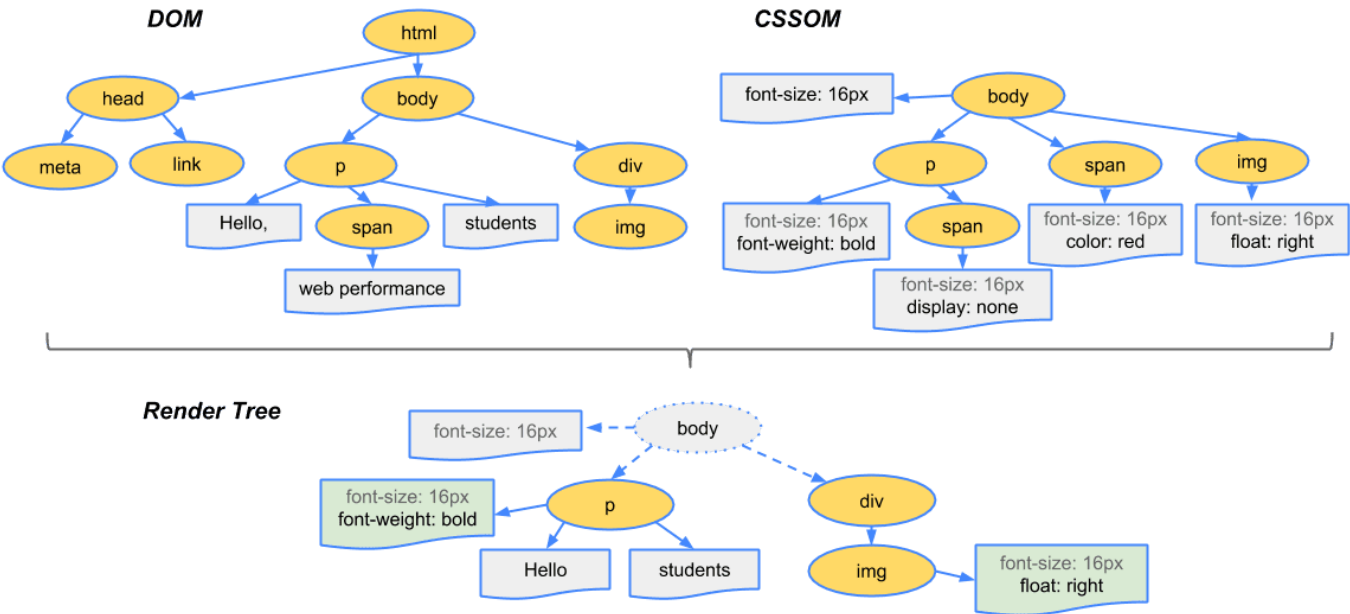 DOM
html
head
body
meta
link
p
div
Hello,
span
students
img
web performance
CSSOM
font-size: 16px
body
p
span
img
font-size: 16px
font-weight: bold
span
font-size: 16px
color: red
font-size: 16px
float: right
font-size: 16px
display: none
Render Tree
font-size: 16px
body
font-size: 16px
font-weight: bold
p
div
Hello
students
img
font-size: 16px
float: right